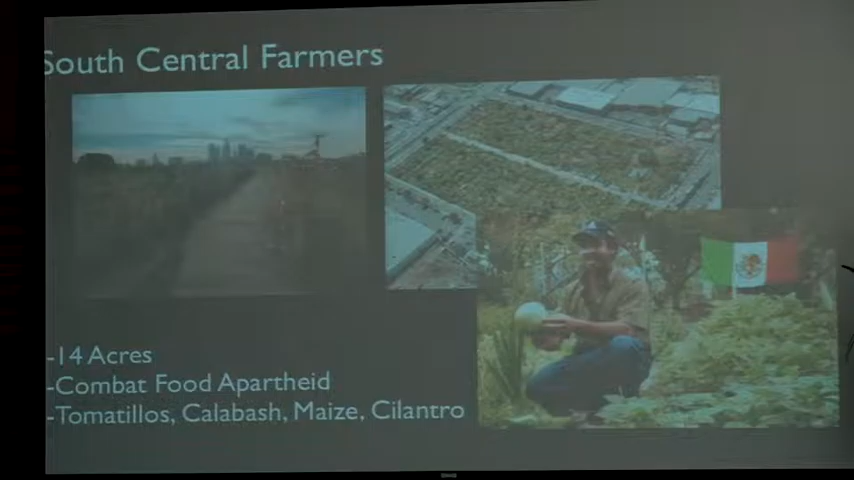 South Central Farmers
-14 Acres
-Combat Food Apartheid
-Tomatillos, Calabash, Maize, Cilantro